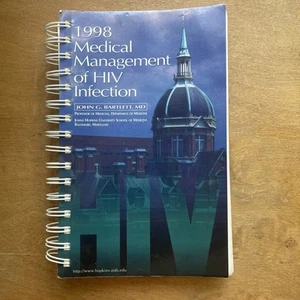 1998
Medical
Management
of HIV
Infection
JOHN G. BARTLETT, MD
PROFESSOR OF MEDICINE, DEPARTMENT OF MEDICINE
JOHNS HOPKINS UNIVERSITY SCHOOL OF MEDICINE
BALTIMORE, MARYLAND
HIV
http://www.hopkins-aids.edu